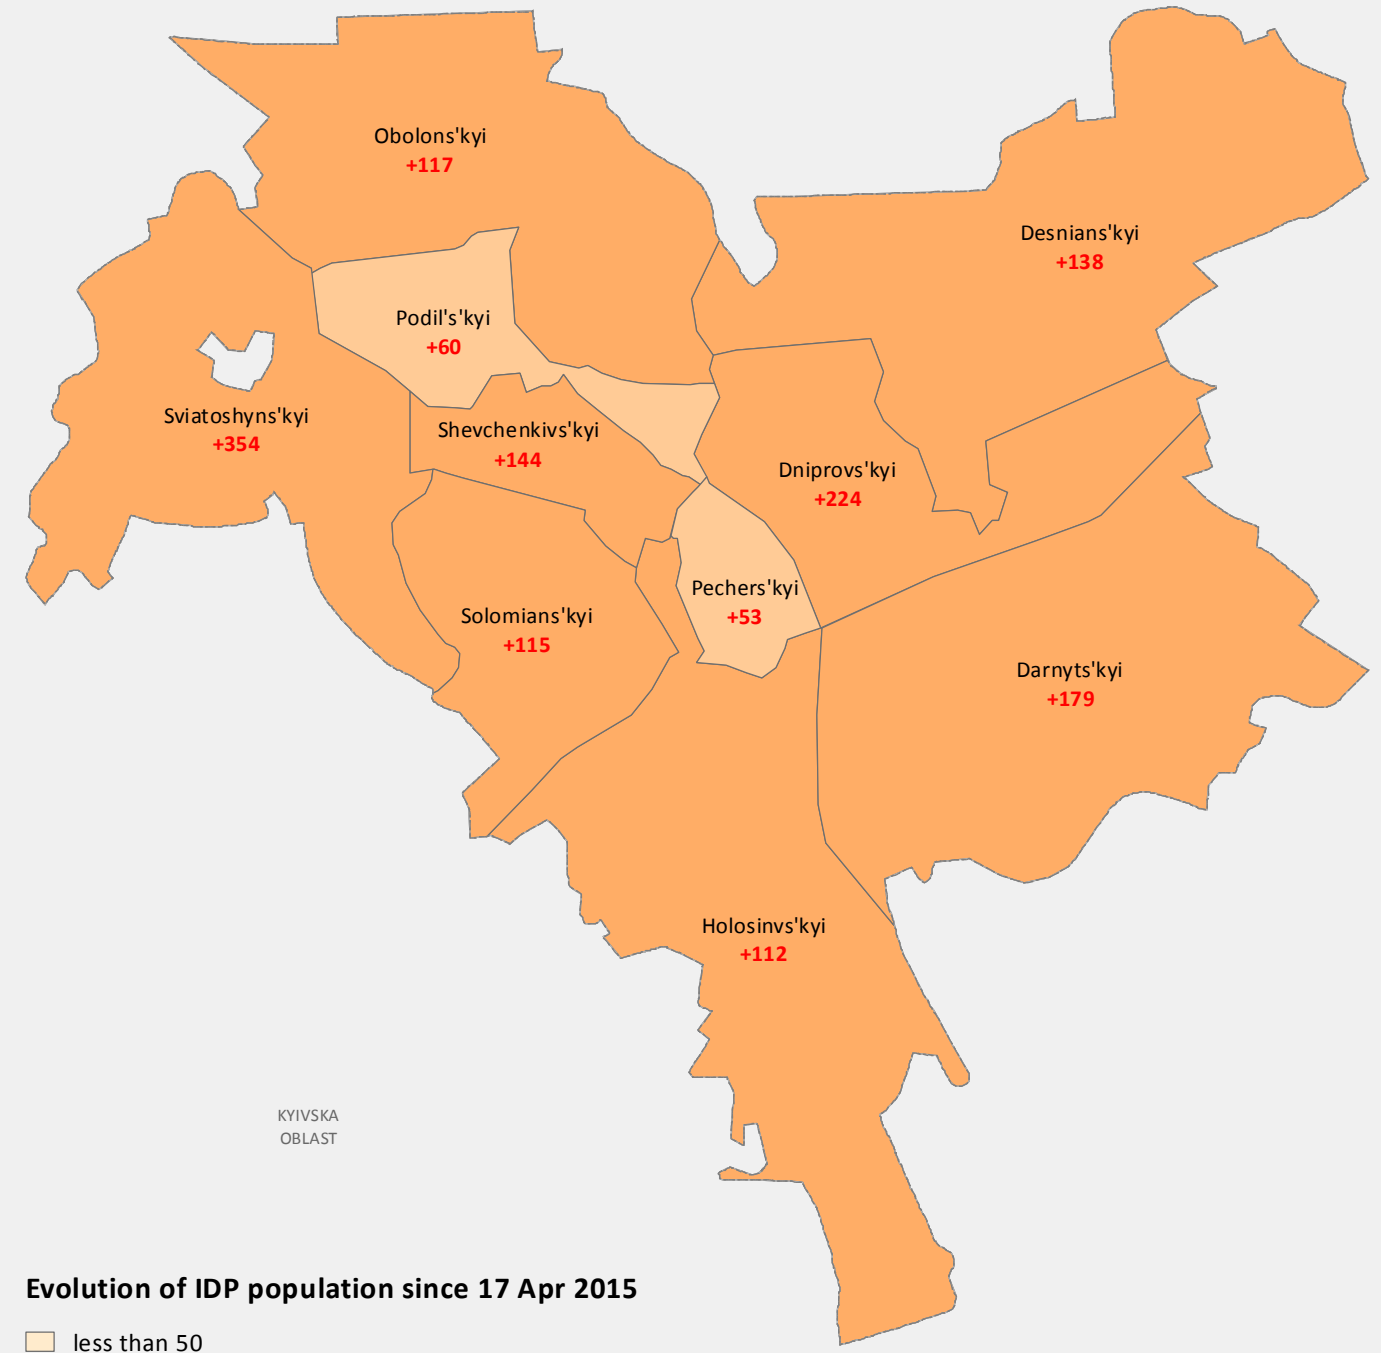 Obolons'kyi
+117
Desnians'kyi
+138
Podil's'kyi
+60
Sviatoshyns'kyi
+354
Shevchenkivs'kyi
+144
Dniprovs'kyi
+224
Pechers'kyi
+53
Solomians'kyi
+115
Darnyts'kyi
+179
Holosinvs'kyi
+112
KYIVSKA
OBLAST
Evolution of IDP population since 17 Apr 2015
less than 50